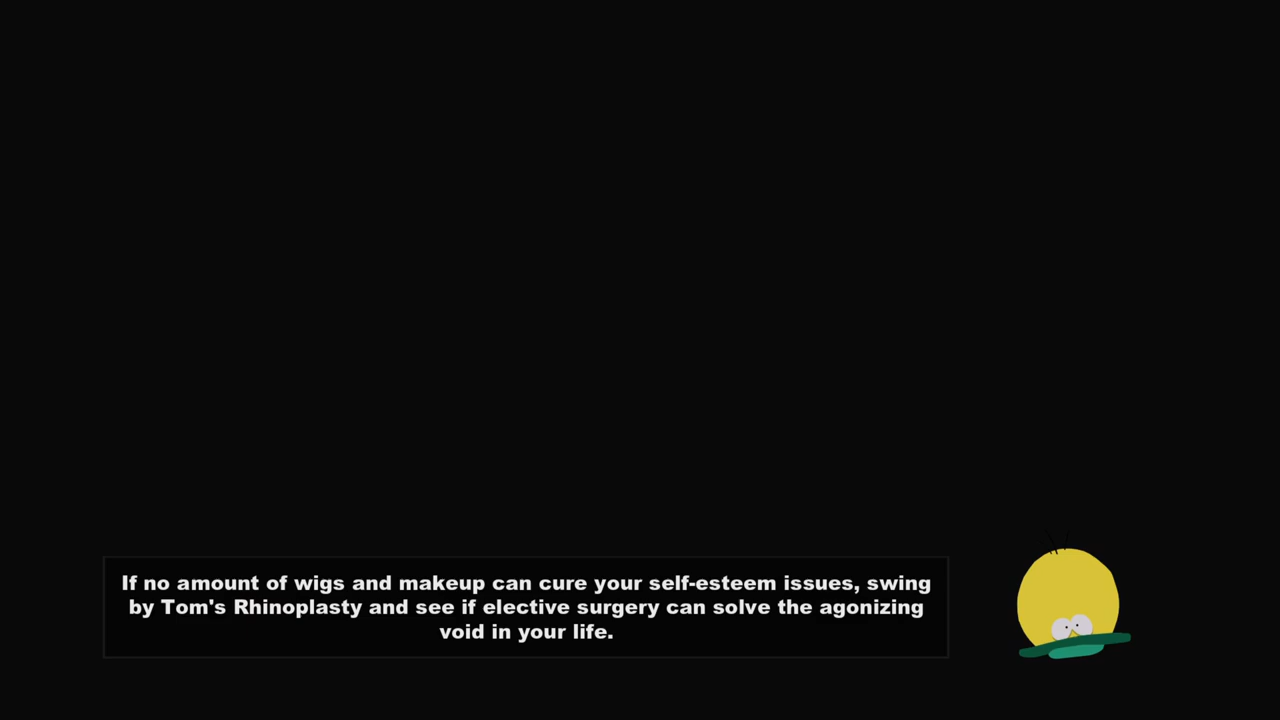 If no amount of wigs and makeup can cure your self-esteem issues, swing
by Tom's Rhinoplasty and see if elective surgery can solve the agonizing
void in your life.